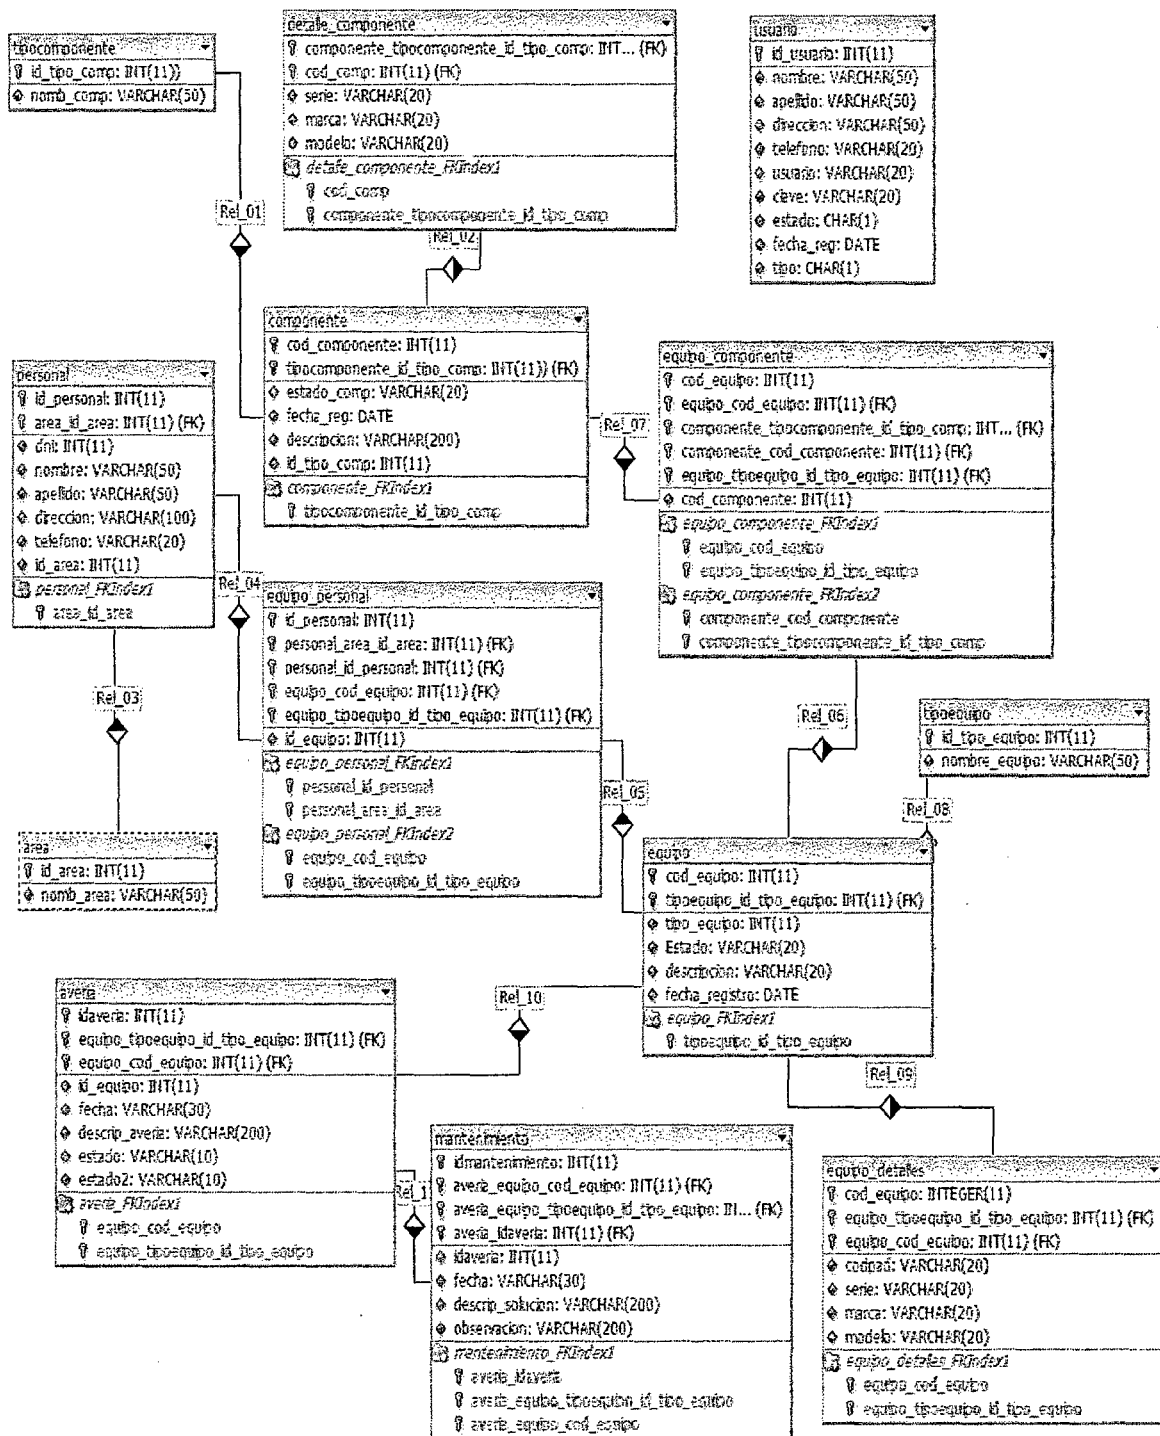 tipocomponente
id_tipo_comp: INT(11))
nomb_comp: VARCHAR(50)
detalle_componente
componente_tipocomponente_id_tipo_comp: INT... (FK)
cod_comp: INT(11) (FK)
serie: VARCHAR(20)
marca: VARCHAR(20)
modelo: VARCHAR(20)
detalle_componente_FKIndex1
cod_comp
componente_tipocomponente_id_tipo_comp
usuario
id_usuario: INT(11)
nombre: VARCHAR(50)
apellido: VARCHAR(50)
direccion: VARCHAR(50)
telefono: VARCHAR(20)
usuario: VARCHAR(20)
clave: VARCHAR(20)
estado: CHAR(1)
fecha_reg: DATE
tipo: CHAR(1)
Rel_01
Rel_02
componente
cod_componente: INT(11)
tipocomponente_id_tipo_comp: INT(11)) (FK)
estado_comp: VARCHAR(20)
fecha_reg: DATE
descripcion: VARCHAR(200)
id_tipo_comp: INT(11)
componente_FKIndex1
tipocomponente_id_tipo_comp
Rel_07
equipo_componente
cod_equipo: INT(11)
equipo_cod_equipo: INT(11) (FK)
componente_tipocomponente_id_tipo_comp: INT... (FK)
componente_cod_componente: INT(11) (FK)
equipo_tipoequipo_id_tipo_equipo: INT(11) (FK)
cod_componente: INT(11)
equipo_componente_FKIndex1
equipo_cod_equipo
equipo_tipoequipo_id_tipo_equipo
equipo_componente_FKIndex2
componente_cod_componente
componente_tipocomponente_id_tipo_comp
personal
id_personal: INT(11)
area_id_area: INT(11) (FK)
dni: INT(11)
nombre: VARCHAR(50)
apellido: VARCHAR(50)
direccion: VARCHAR(100)
telefono: VARCHAR(20)
id_area: INT(11)
personal_FKIndex1
area_id_area
Rel_04
Rel_03
equipo_personal
id_personal: INT(11)
personal_area_id_area: INT(11) (FK)
personal_id_personal: INT(11) (FK)
equipo_cod_equipo: INT(11) (FK)
equipo_tipoequipo_id_tipo_equipo: INT(11) (FK)
id_equipo: INT(11)
equipo_personal_FKIndex1
personal_id_personal
personal_area_id_area
equipo_personal_FKIndex2
equipo_cod_equipo
equipo_tipoequipo_id_tipo_equipo
Rel_05
Rel_06
tipoequipo
id_tipo_equipo: INT(11)
nombre_equipo: VARCHAR(50)
Rel_08
area
id_area: INT(11)
nomb_area: VARCHAR(50)
equipo
cod_equipo: INT(11)
tipoequipo_id_tipo_equipo: INT(11) (FK)
tipo_equipo: INT(11)
Estado: VARCHAR(20)
descripcion: VARCHAR(20)
fecha_registro: DATE
equipo_FKIndex1
tipoequipo_id_tipo_equipo
Rel_10
Rel_09
averia
idaveria: INT(11)
equipo_tipoequipo_id_tipo_equipo: INT(11) (FK)
equipo_cod_equipo: INT(11) (FK)
id_equipo: INT(11)
fecha: VARCHAR(30)
descrip_averia: VARCHAR(200)
estado: VARCHAR(10)
estado2: VARCHAR(10)
averia_FKIndex1
equipo_cod_equipo
equipo_tipoequipo_id_tipo_equipo
Rel_1
mantenimiento
idmantenimiento: INT(11)
averia_equipo_cod_equipo: INT(11) (FK)
averia_equipo_tipoequipo_id_tipo_equipo: IN... (FK)
averia_idaveria: INT(11) (FK)
idaveria: INT(11)
fecha: VARCHAR(30)
descrip_solucion: VARCHAR(200)
observacion: VARCHAR(200)
mantenimiento_FKIndex1
averia_idaveria
averia_equipo_tipoequipo_id_tipo_equipo
averia_equipo_cod_equipo
equipo_detalles
cod_equipo: INTEGER(11)
equipo_tipoequipo_id_tipo_equipo: INT(11) (FK)
equipo_cod_equipo: INT(11) (FK)
codpad: VARCHAR(20)
serie: VARCHAR(20)
marca: VARCHAR(20)
modelo: VARCHAR(20)
equipo_detalles_FKIndex1
equipo_cod_equipo
equipo_tipoequipo_id_tipo_equipo